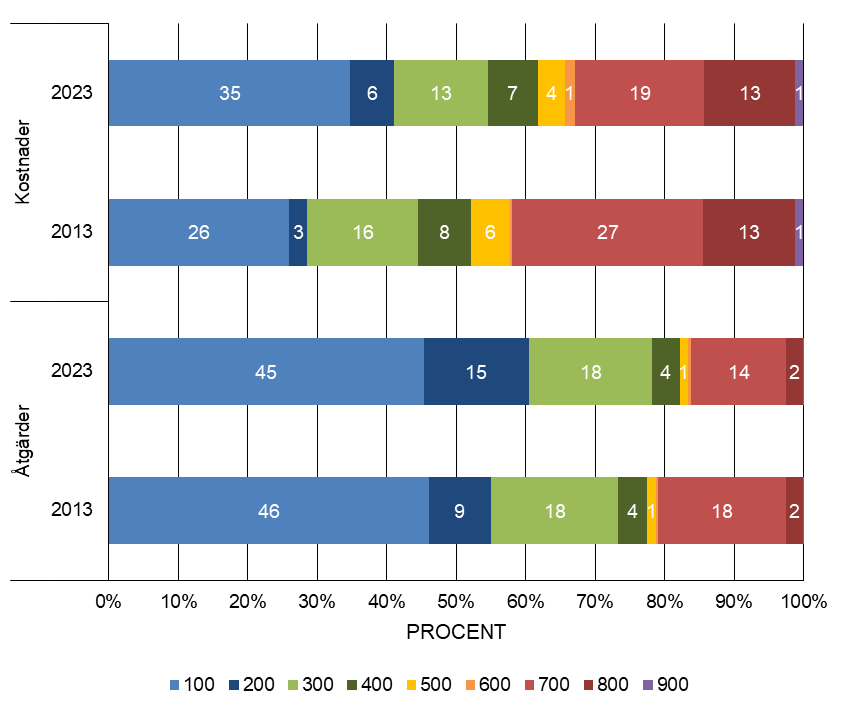 Kostnader
2023
35 6 13 7 4 1 19 13 1
2013
26 3 16 8 6 27 13 1
Åtgärder
2023
45 15 18 4 1 14 2
2013
46 9 18 4 1 18 2
0% 10% 20% 30% 40% 50% 60% 70% 80% 90% 100%
PROCENT
100 200 300 400 500 600 700 800 900